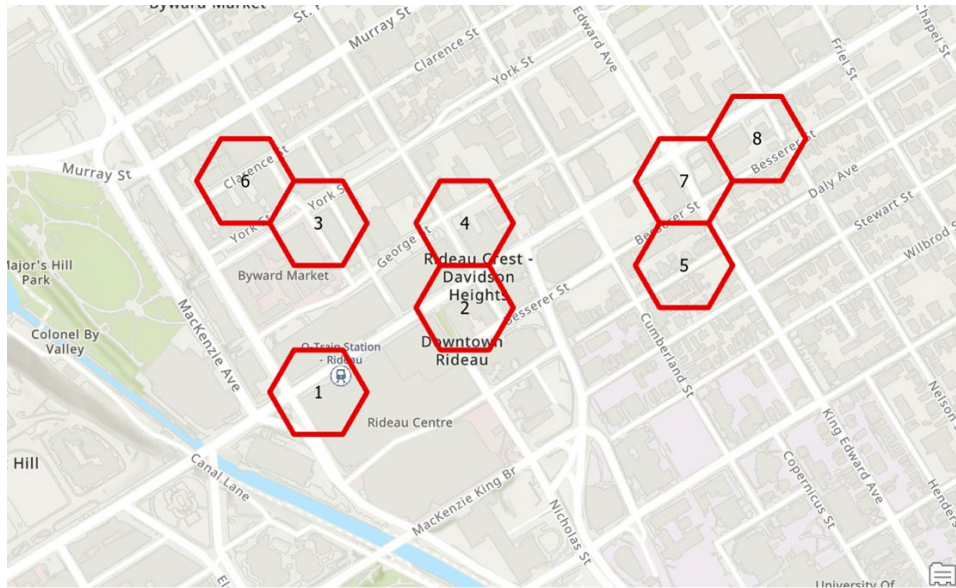 Byward Market
Murray St
Clarence St
York St
Edward Ave
Friel St
Chapel St
8
Besserer St
Daly Ave
Stewart St
Wilbrod S
Murray St
Clarence St
6
7
York St
3
4
York St
Besserer St
George St
Rideau Crest -
Davidson
Heights
5
Major's Hill
Park
Byward Market
2
Besserer St
MacKenzie Ave
Colonel By
Valley
Downtown
Rideau
O-Train Station
- Rideau
Cumberland St
1
Rideau Centre
Nelson S
King Edward Ave
t Hill
Canal Lane
MacKenzie King Br
Nicholas St
Copernicus St
Henders
University Of